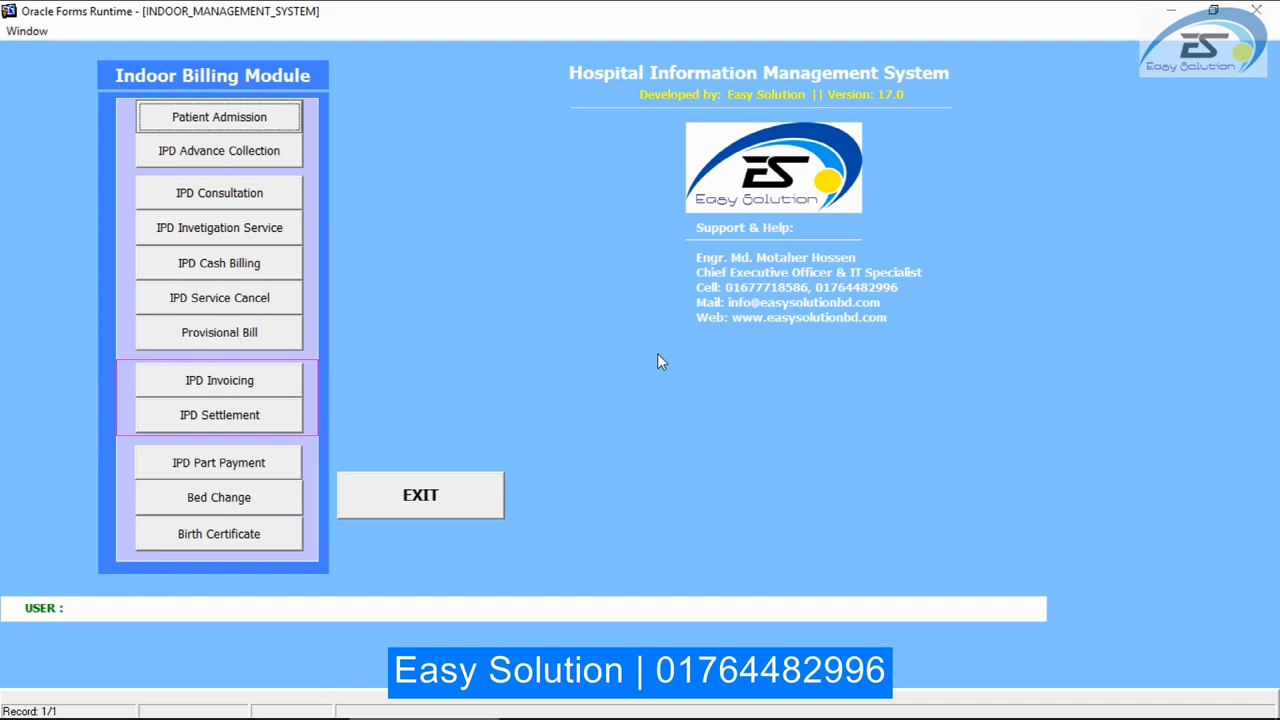 Oracle Forms Runtime - [INDOOR_MANAGEMENT_SYSTEM]
Window
ES
Easy Solution
Indoor Billing Module
Patient Admission
IPD Advance Collection
IPD Consultation
IPD Invetigation Service
IPD Cash Billing
IPD Service Cancel
Provisional Bill
IPD Invoicing
IPD Settlement
IPD Part Payment
Bed Change
Birth Certificate
EXIT
Hospital Information Management System
Developed by: Easy Solution || Version: 17.0
ES
Easy Solution
Support & Help:
Engr. Md. Motaher Hossen
Chief Executive Officer & IT Specialist
Cell: 01677718586, 01764482996
Mail: info@easysolutionbd.com
Web: www.easysolutionbd.com
USER :
Easy Solution | 01764482996
Record: 1/1